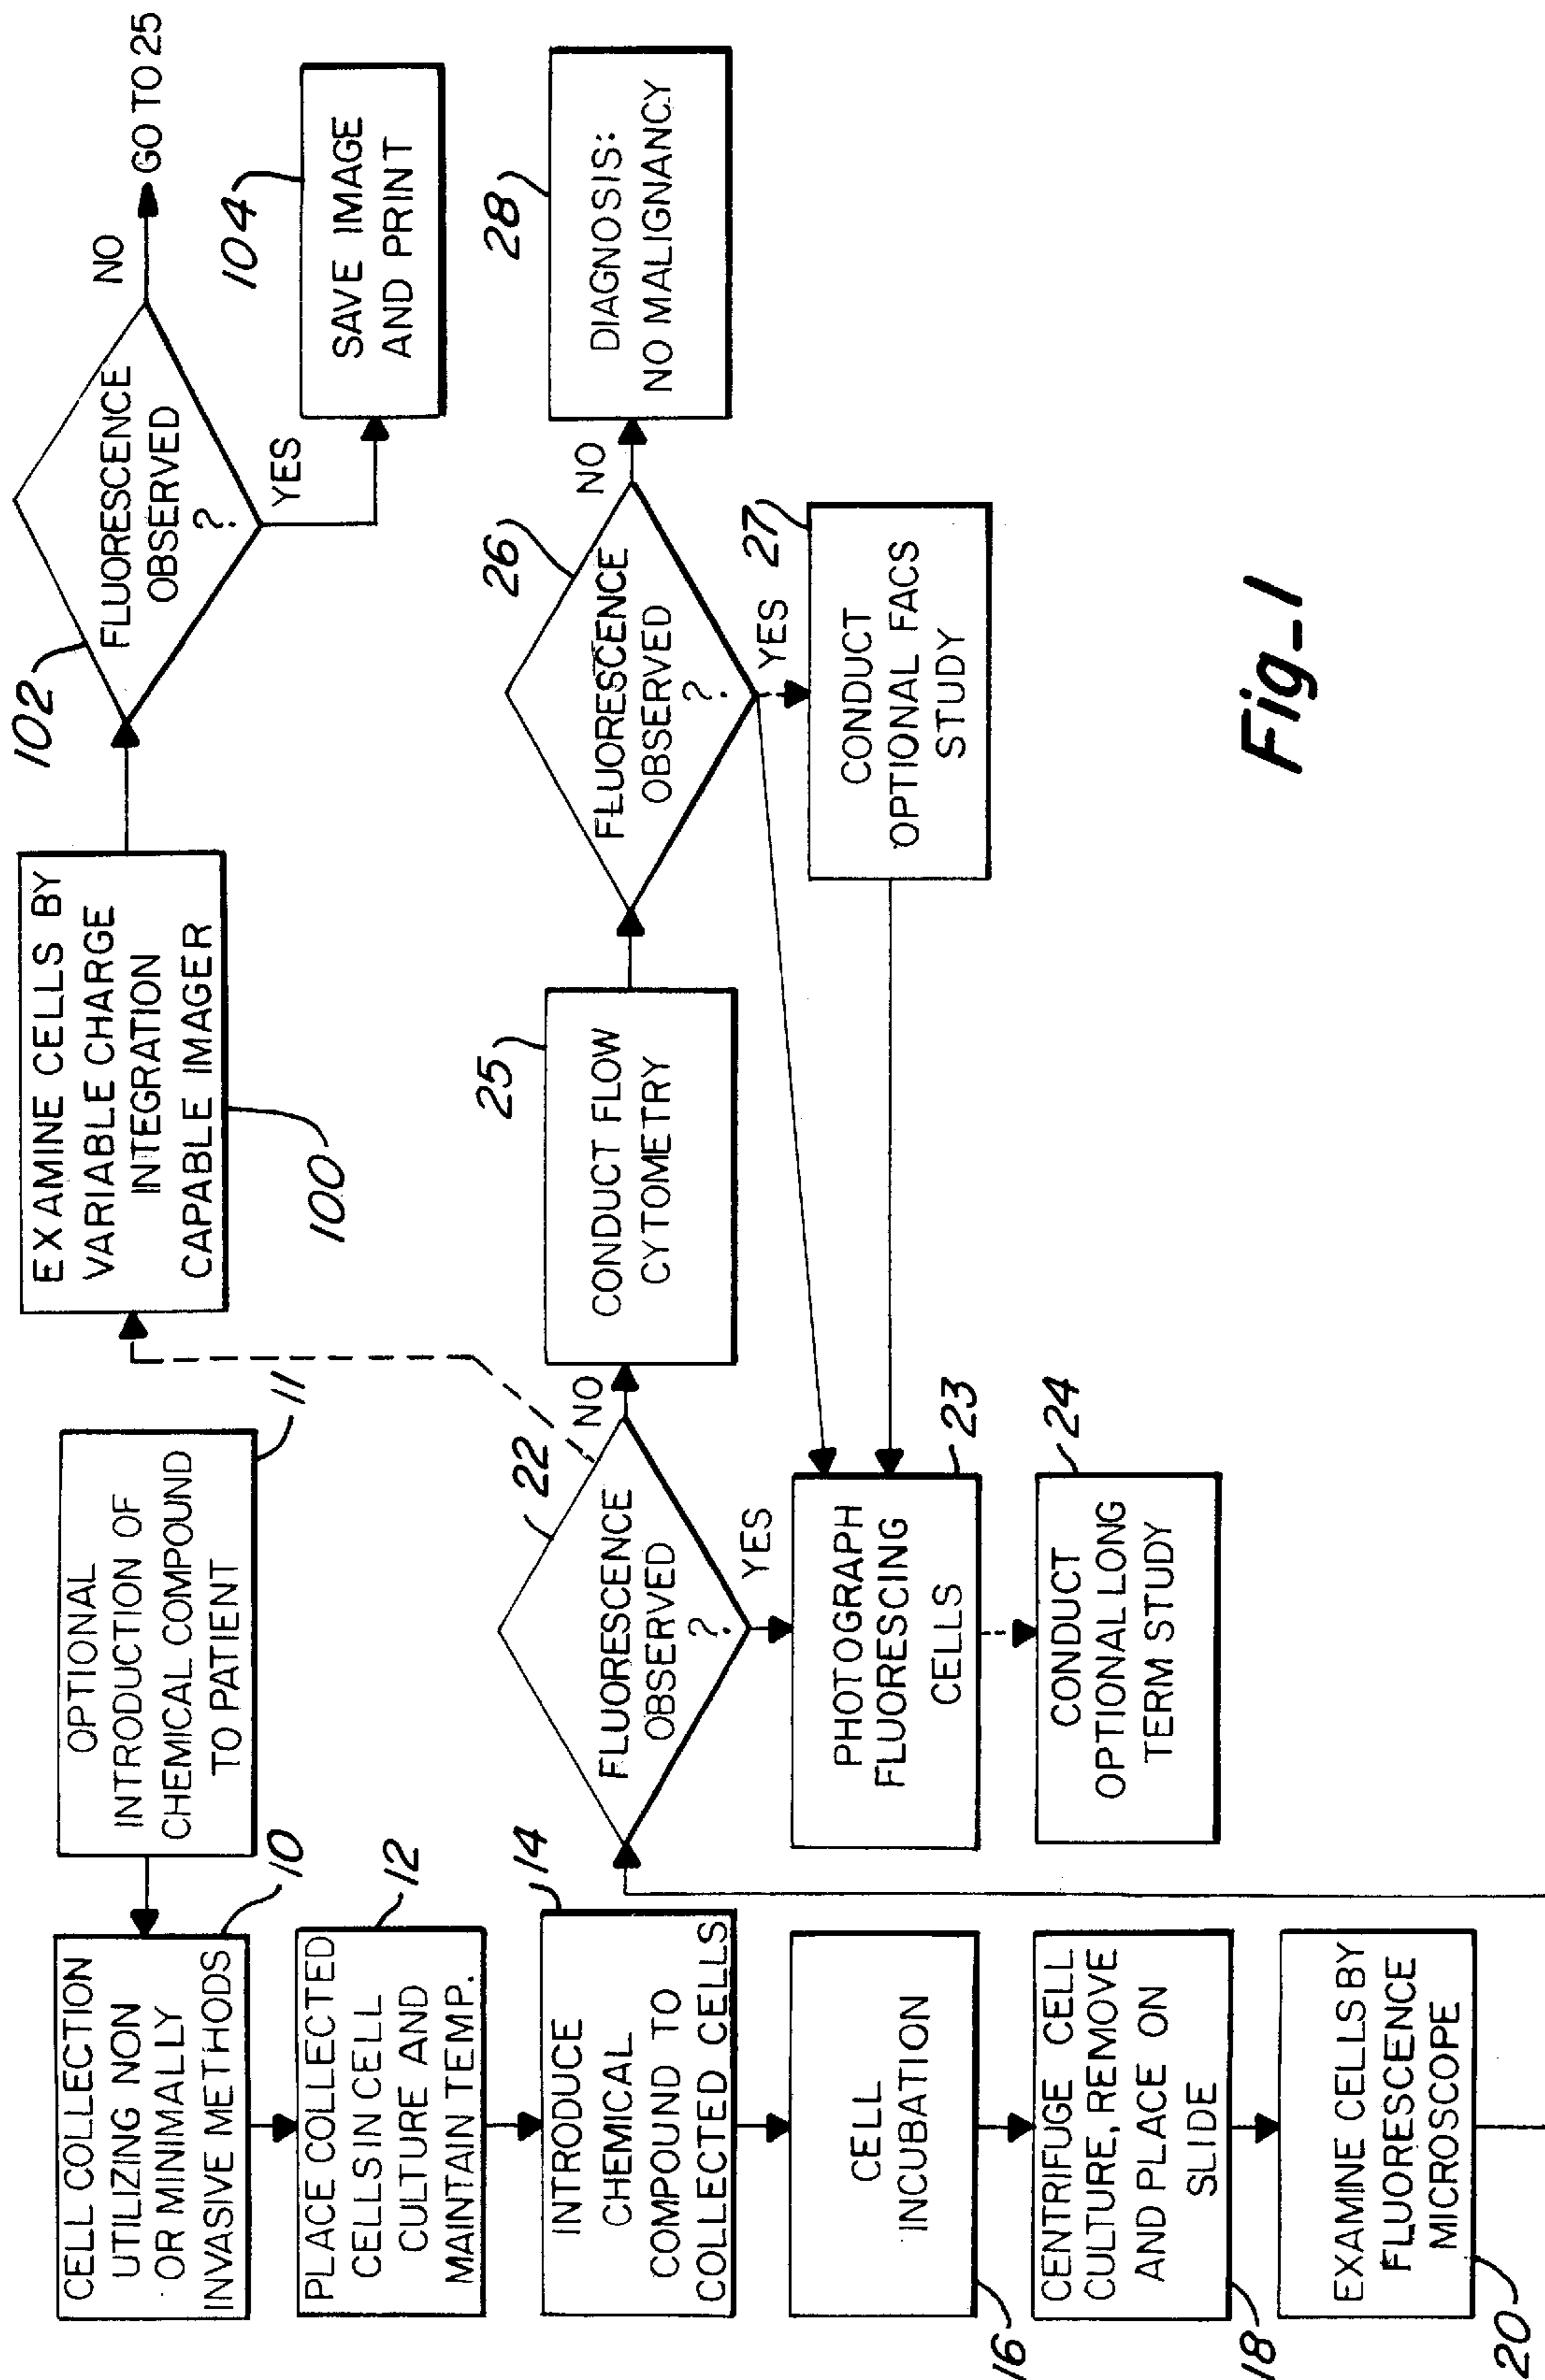 OPTIONAL
INTRODUCTION OF
CHEMICAL COMPOUND
TO PATIENT
11
CELL COLLECTION
UTILIZING NON
OR MINIMALLY
INVASIVE METHODS
10
PLACE COLLECTED
CELLS IN CELL
CULTURE AND
MAINTAIN TEMP.
12
INTRODUCE
CHEMICAL
COMPOUND TO
COLLECTED CELLS
14
CELL
INCUBATION
16
CENTRIFUGE CELL
CULTURE, REMOVE
AND PLACE ON
SLIDE
18
EXAMINE CELLS BY
FLUORESCENCE
MICROSCOPE
20
FLUORESCENCE
OBSERVED
?
22
NO
YES
PHOTOGRAPH
FLUORESCING
CELLS
23
CONDUCT
OPTIONAL LONG
TERM STUDY
24
EXAMINE CELLS BY
VARIABLE CHARGE
INTEGRATION
CAPABLE IMAGER
100
FLUORESCENCE
OBSERVED
?
102
NO
GO TO 25
YES
SAVE IMAGE
AND PRINT
104
CONDUCT FLOW
CYTOMETRY
25
FLUORESCENCE
OBSERVED
?
26
NO
YES
DIAGNOSIS:
NO MALIGNANCY
28
CONDUCT
OPTIONAL FACS
STUDY
27
Fig_1